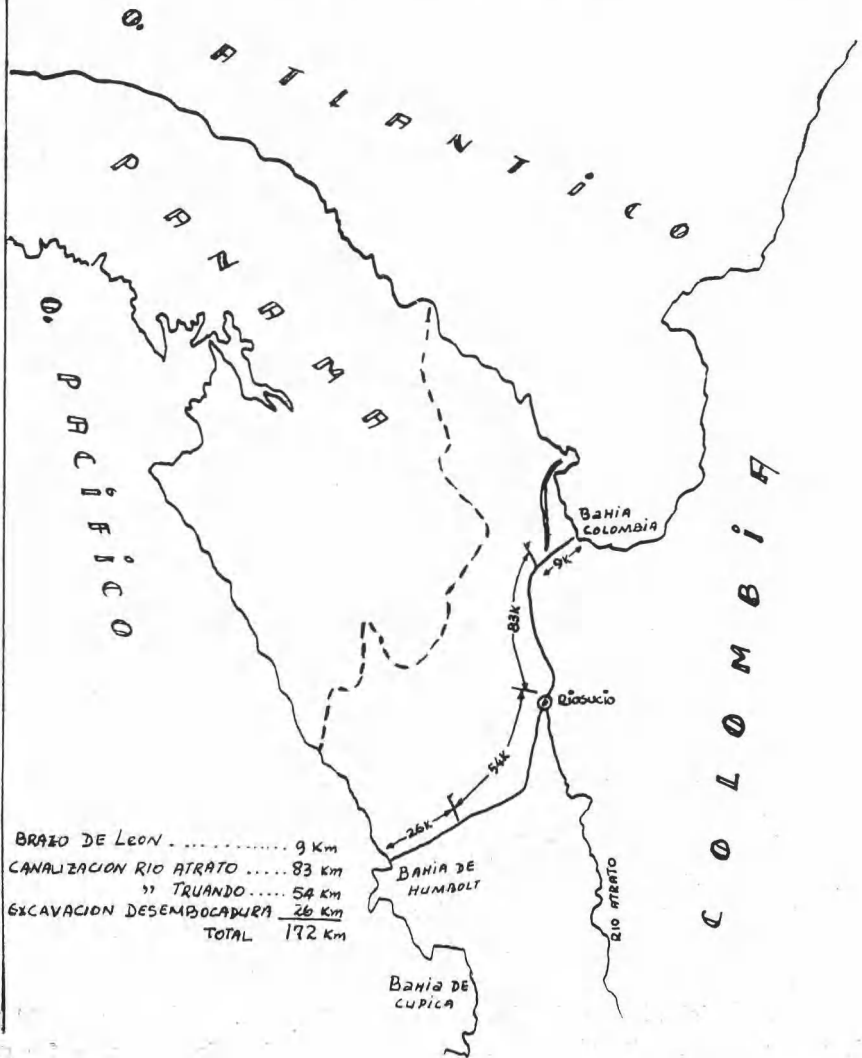 O. ATLANTiCO
PANAMA
O. PACiFiCO
COLOMBiA
BAHIA
COLOMBIA
9K
83K
RiOSUCiO
54K
26K
BAHIA DE
HUMBOLT
RIO ATRATO
BAHiA DE
CUPICA
BRAZO DE LEON ............ 9 Km
CANALIZACION RIO ATRATO ..... 83 Km
" TRUANDO ..... 54 Km
EXCAVACION DESEMBOCADURA 26 Km
TOTAL 172 Km